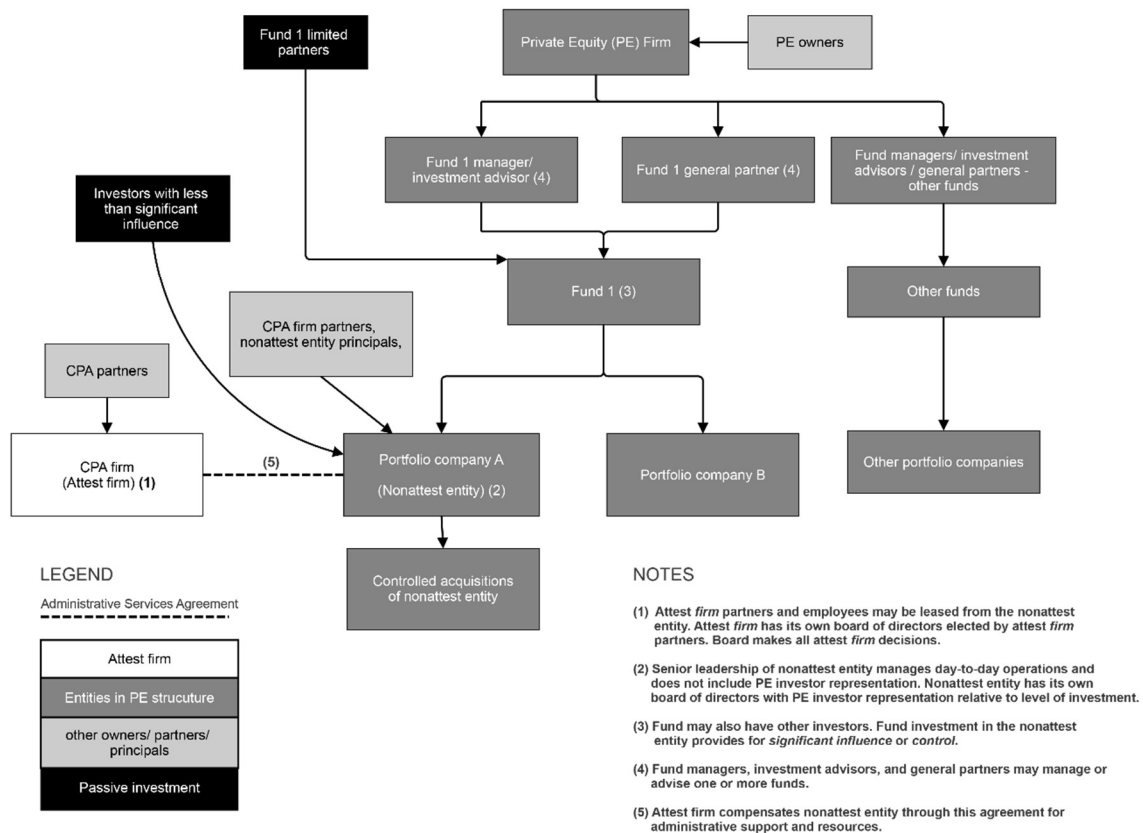 Fund 1 limited
partners
Private Equity (PE) Firm
PE owners
Fund 1 manager/
investment advisor (4)
Fund 1 general partner (4)
Fund managers/ investment
advisors / general partners -
other funds
Investors with less
than significant
influence
Fund 1 (3)
Other funds
CPA firm partners,
nonattest entity principals,
CPA partners
CPA firm
(Attest firm) (1)
(5)
Portfolio company A
(Nonattest entity) (2)
Portfolio company B
Other portfolio companies
Controlled acquisitions
of nonattest entity
LEGEND
Administrative Services Agreement
Attest firm
Entities in PE strucuture
other owners/ partners/
principals
Passive investment
NOTES
(1) Attest firm partners and employees may be leased from the nonattest
entity. Attest firm has its own board of directors elected by attest firm
partners. Board makes all attest firm decisions.
(2) Senior leadership of nonattest entity manages day-to-day operations and
does not include PE investor representation. Nonattest entity has its own
board of directors with PE investor representation relative to level of investment.
(3) Fund may also have other investors. Fund investment in the nonattest
entity provides for significant influence or control.
(4) Fund managers, investment advisors, and general partners may manage or
advise one or more funds.
(5) Attest firm compensates nonattest entity through this agreement for
administrative support and resources.